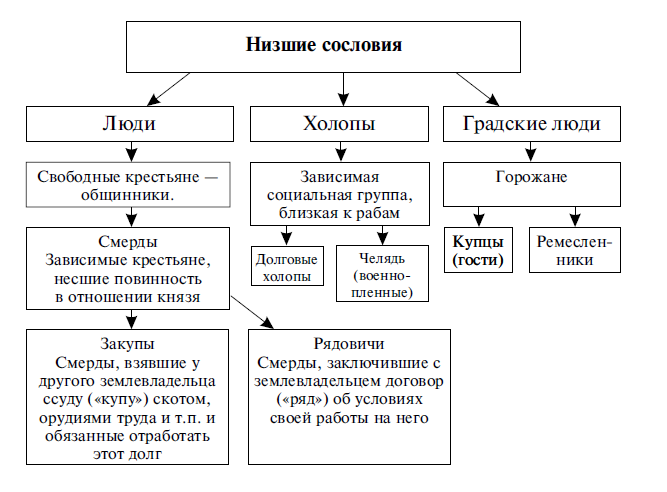 Низшие сословия
Люди
Холопы
Градские люди
Свободные крестьяне —
общинники.
Зависимая
социальная группа,
близкая к рабам
Горожане
Смерды
Зависимые крестьяне,
несшие повинность
в отношении князя
Долговые
холопы
Челядь
(военно-
пленные)
Купцы
(гости)
Ремеслен-
ники
Закупы
Смерды, взявшие у
другого землевладельца
ссуду («купу») скотом,
орудиями труда и т.п. и
обязанные отработать
этот долг
Рядовичи
Смерды, заключившие с
землевладельцем договор
(«ряд») об условиях
своей работы на него